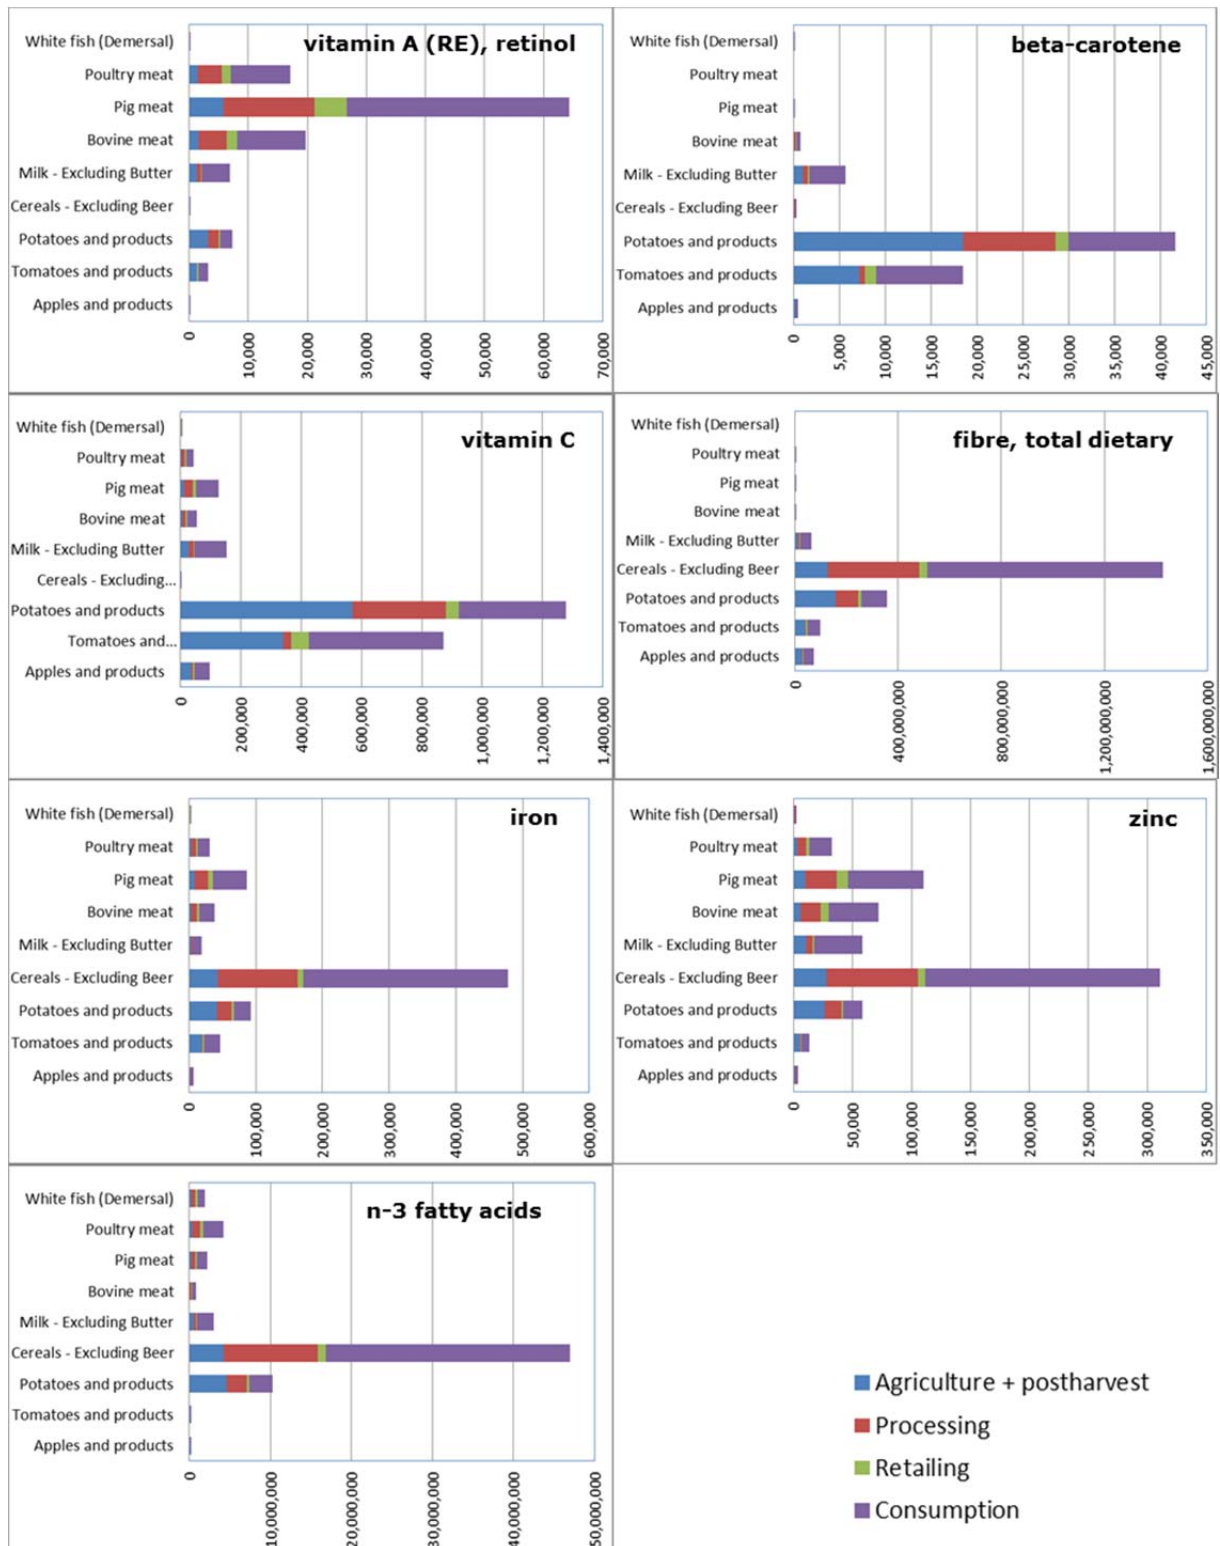 vitamin A (RE), retinol
White fish (Demersal)
Poultry meat
Pig meat
Bovine meat
Milk - Excluding Butter
Cereals - Excluding Beer
Potatoes and products
Tomatoes and products
Apples and products
0
10,000
20,000
30,000
40,000
50,000
60,000
70,000
beta-carotene
White fish (Demersal)
Poultry meat
Pig meat
Bovine meat
Milk - Excluding Butter
Cereals - Excluding Beer
Potatoes and products
Tomatoes and products
Apples and products
0
5,000
10,000
15,000
20,000
25,000
30,000
35,000
40,000
45,000
vitamin C
White fish (Demersal)
Poultry meat
Pig meat
Bovine meat
Milk - Excluding Butter
Cereals - Excluding...
Potatoes and products
Tomatoes and...
Apples and products
0
200,000
400,000
600,000
800,000
1,000,000
1,200,000
1,400,000
fibre, total dietary
White fish (Demersal)
Poultry meat
Pig meat
Bovine meat
Milk - Excluding Butter
Cereals - Excluding Beer
Potatoes and products
Tomatoes and products
Apples and products
0
400,000,000
800,000,000
1,200,000,000
1,600,000,000
iron
White fish (Demersal)
Poultry meat
Pig meat
Bovine meat
Milk - Excluding Butter
Cereals - Excluding Beer
Potatoes and products
Tomatoes and products
Apples and products
0
100,000
200,000
300,000
400,000
500,000
600,000
zinc
White fish (Demersal)
Poultry meat
Pig meat
Bovine meat
Milk - Excluding Butter
Cereals - Excluding Beer
Potatoes and products
Tomatoes and products
Apples and products
0
50,000
100,000
150,000
200,000
250,000
300,000
350,000
n-3 fatty acids
White fish (Demersal)
Poultry meat
Pig meat
Bovine meat
Milk - Excluding Butter
Cereals - Excluding Beer
Potatoes and products
Tomatoes and products
Apples and products
0
10,000,000
20,000,000
30,000,000
40,000,000
50,000,000
Agriculture + postharvest
Processing
Retailing
Consumption